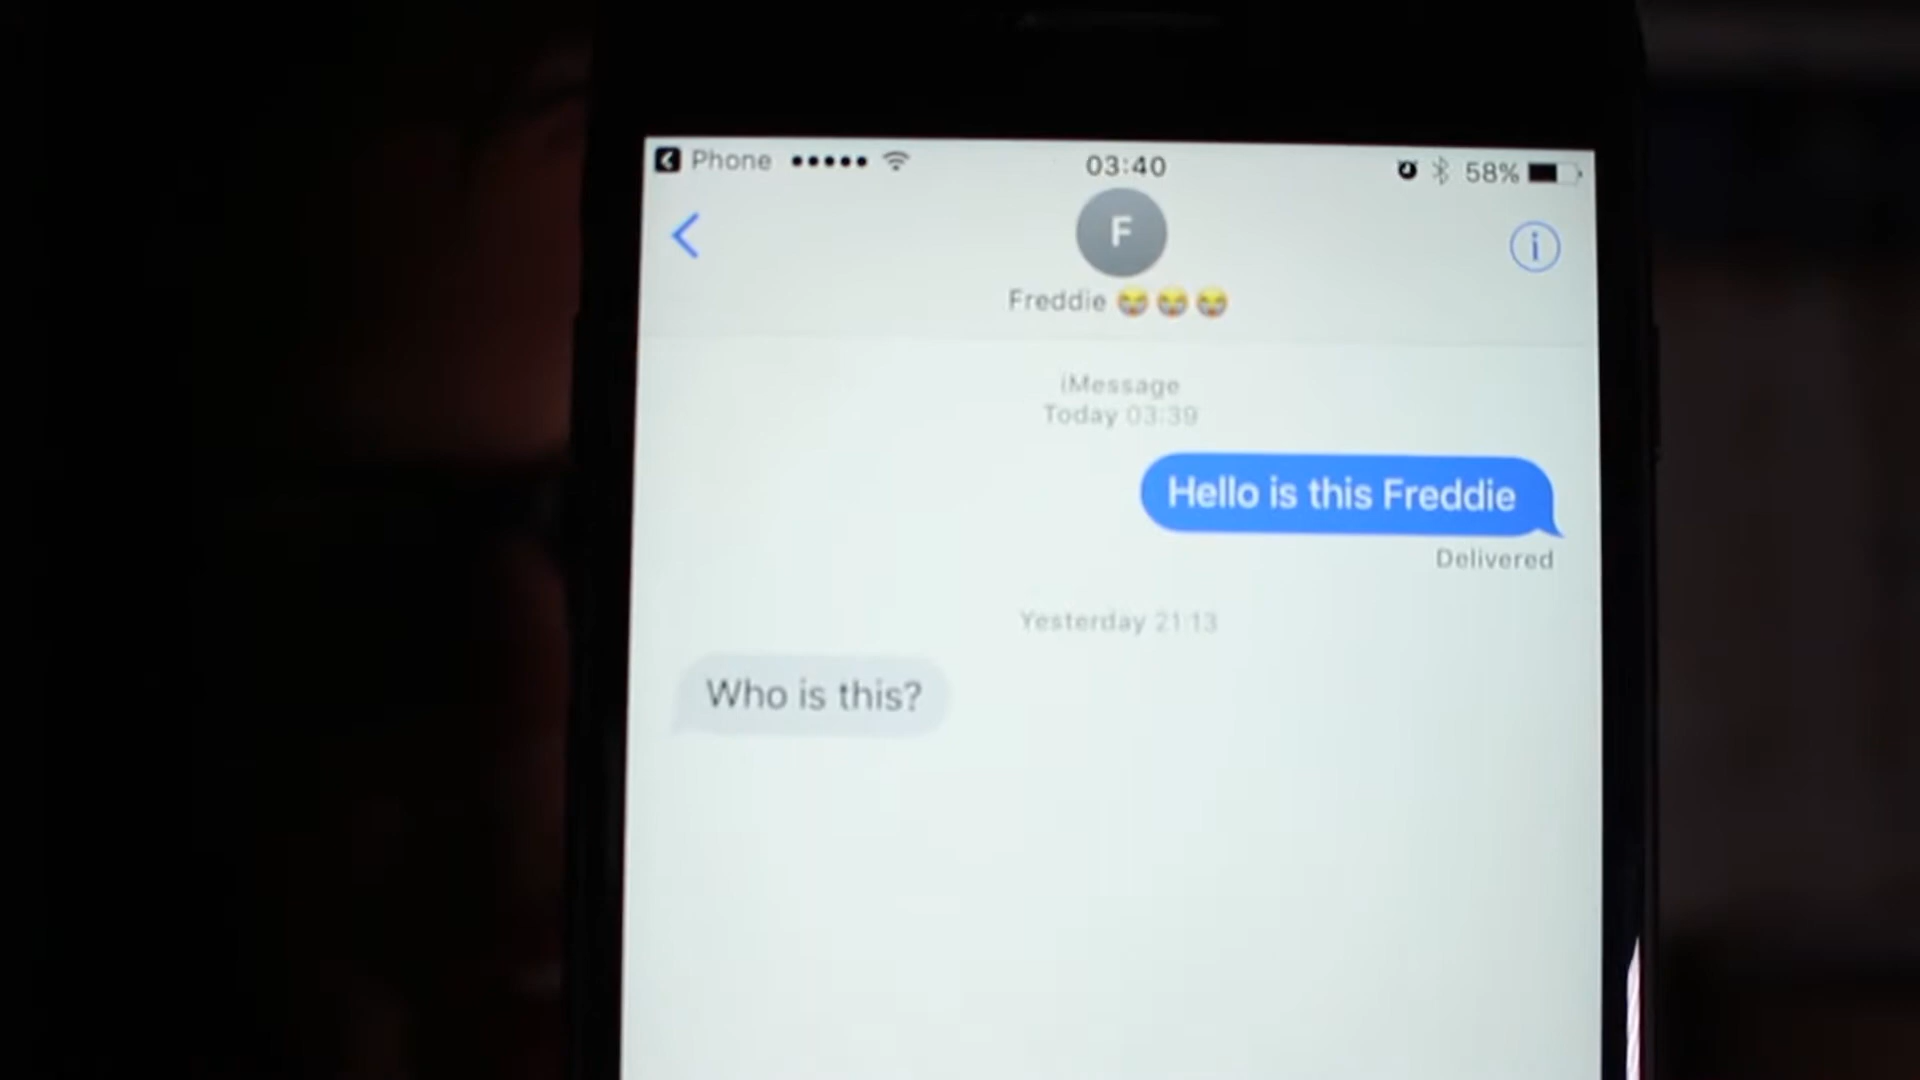 Phone 03:40 58%
F
Freddie 😂😂😂
iMessage
Today 03:39
Hello is this Freddie
Delivered
Yesterday 21:13
Who is this?